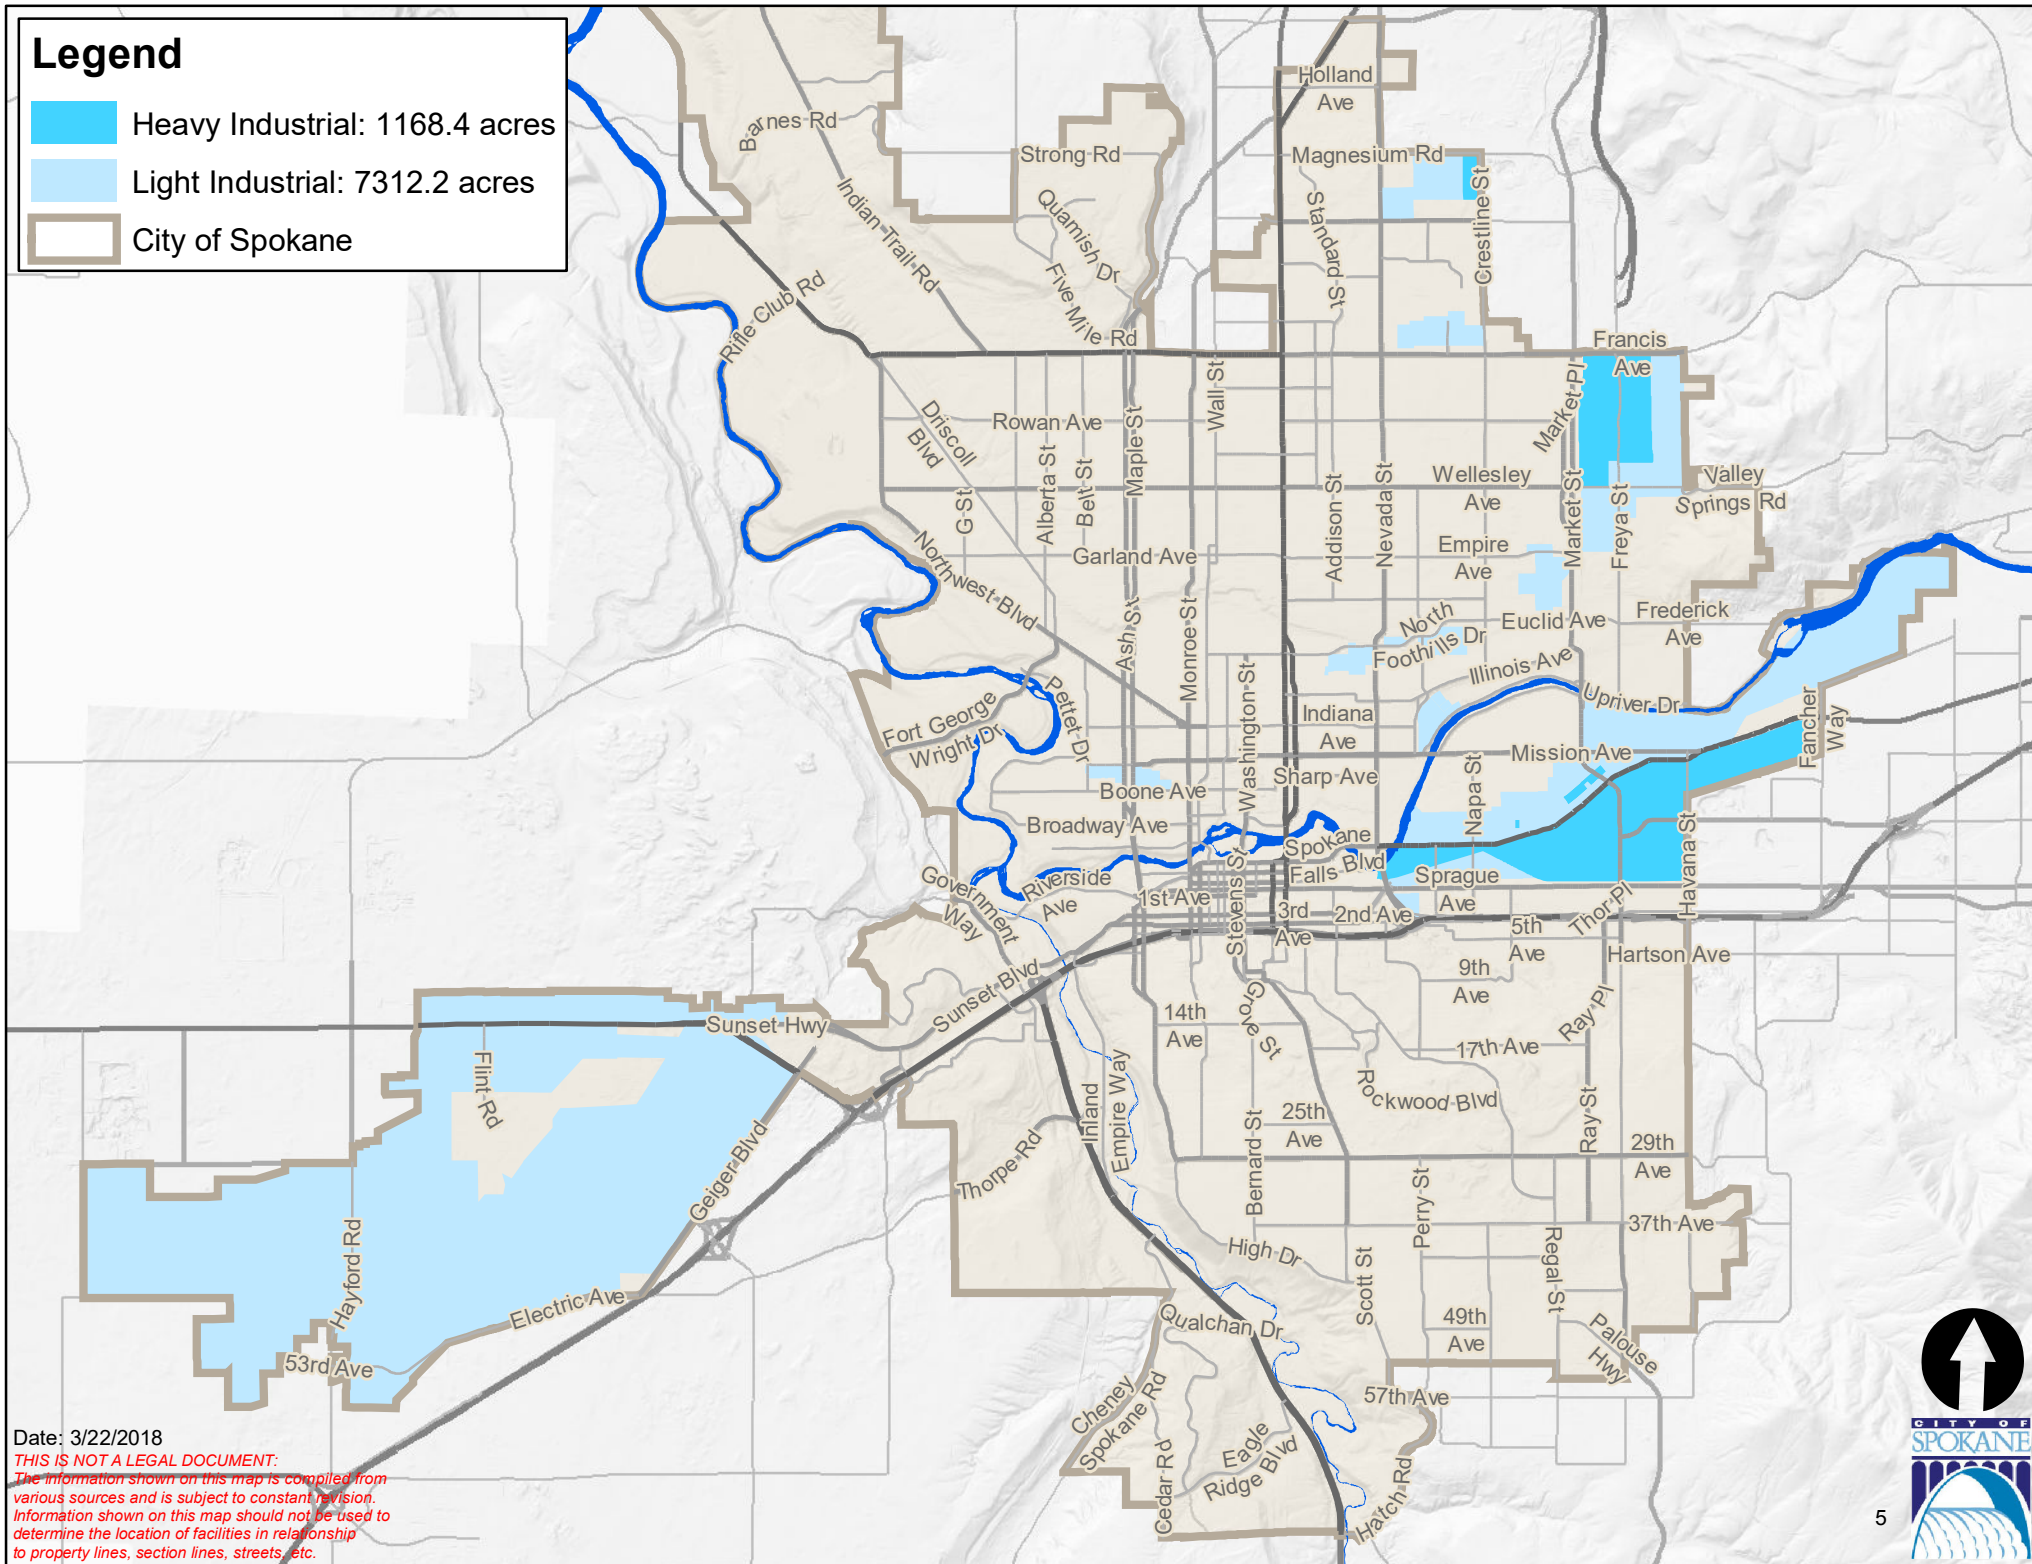 Legend
Heavy Industrial: 1168.4 acres
Light Industrial: 7312.2 acres
City of Spokane
Holland
Ave
Barnes Rd
Strong Rd
Magnesium Rd
Indian Trail Rd
Quamish Dr
Five Mile Rd
Standard St
Crestline St
Rifle Club Rd
Francis
Ave
Market Pl
Wall St
Driscoll
Blvd
Rowan Ave
Maple St
Alberta St
Belt St
G St
Addison St
Nevada St
Wellesley
Ave
Market St
Freya St
Valley
Springs Rd
Northwest Blvd
Garland Ave
Empire
Ave
Ash St
Monroe St
North
Foothills Dr
Euclid Ave
Frederick
Ave
Illinois Ave
Washington St
Pettet Dr
Fort George
Wright Dr
Indiana
Ave
Upriver Dr
Fancher
Way
Mission Ave
Sharp Ave
Napa St
Boone Ave
Broadway Ave
Spokane
Falls Blvd
Havana St
Government
Way
Riverside
Ave
1st Ave
Stevens St
Sprague
Ave
3rd
Ave
2nd Ave
5th
Ave
Thor Pl
Hartson Ave
Sunset Blvd
9th
Ave
Sunset Hwy
14th
Ave
Grove St
Ray Pl
17th Ave
Flint Rd
Inland
Empire Way
Rockwood Blvd
25th
Ave
Bernard St
Ray St
29th
Ave
Geiger Blvd
Thorpe Rd
Perry St
37th Ave
Hayford Rd
High Dr
Scott St
Regal St
Electric Ave
Qualchan Dr
49th
Ave
Palouse
Hwy
53rd Ave
Cheney
Spokane Rd
57th Ave
Eagle
Ridge Blvd
Cedar Rd
Hatch Rd
Date: 3/22/2018
THIS IS NOT A LEGAL DOCUMENT:
The information shown on this map is compiled from
various sources and is subject to constant revision.
Information shown on this map should not be used to
determine the location of facilities in relationship
to property lines, section lines, streets, etc.
5
CITY OF
SPOKANE